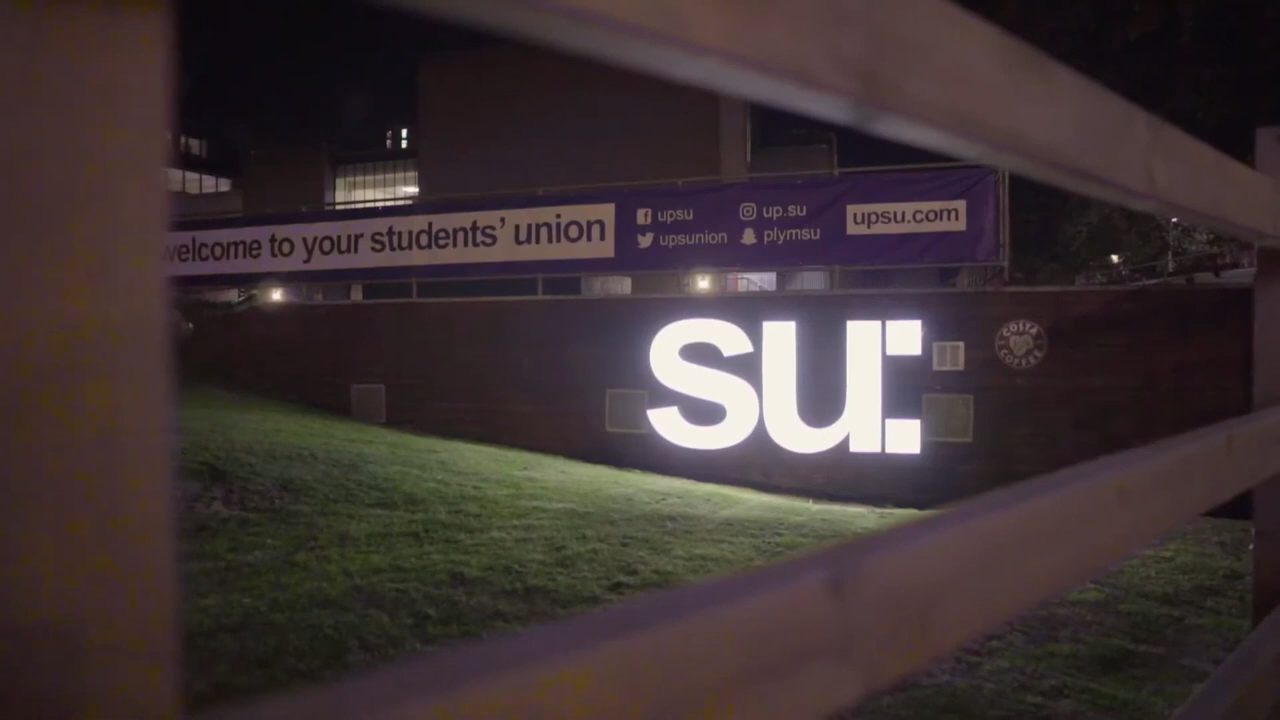 welcome to your students' union
upsu
up.su
upsunion
plymsu
upsu.com
su:
COSTA
COFFEE